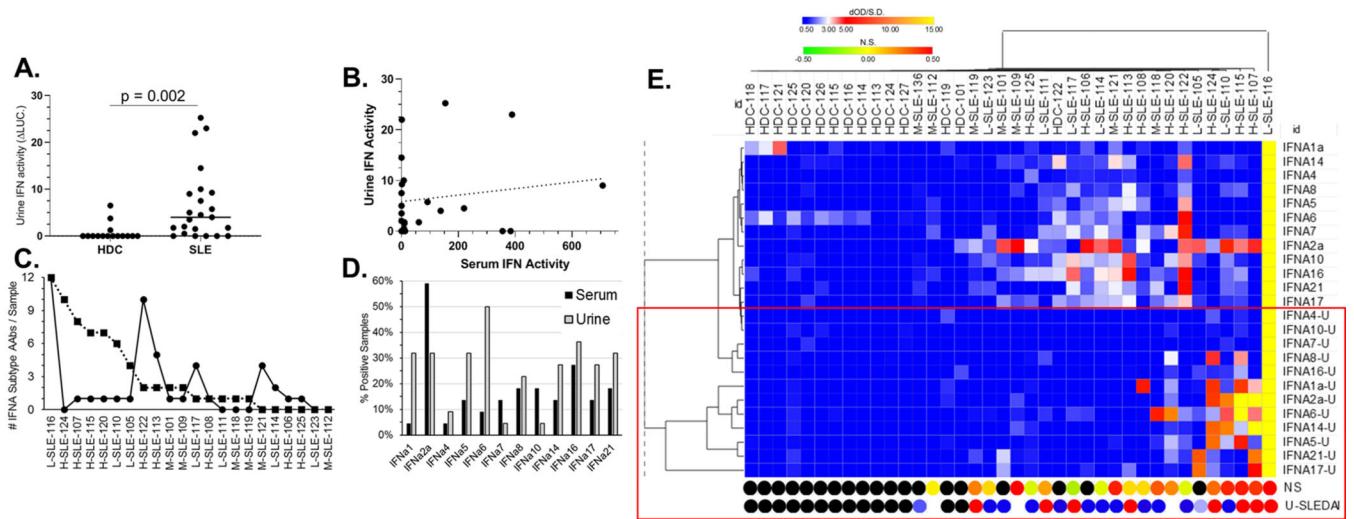 A.
p = 0.002
Urine IFN activity (ΔLUC.)
30
25
20
15
10
5
0
HDC
SLE
B.
Urine IFN Activity
30
20
10
0
0
200
400
600
Serum IFN Activity
C.
# IFNA Subtype AAbs / Sample
12
9
6
3
0
L-SLE-116
H-SLE-124
H-SLE-107
H-SLE-115
H-SLE-120
L-SLE-110
L-SLE-105
H-SLE-122
H-SLE-113
M-SLE-101
M-SLE-109
L-SLE-117
H-SLE-108
L-SLE-111
M-SLE-118
M-SLE-119
M-SLE-121
L-SLE-114
H-SLE-106
H-SLE-125
L-SLE-123
M-SLE-112
D.
% Positive Samples
60%
50%
40%
30%
20%
10%
0%
Serum
Urine
IFNa1
IFNa2a
IFNa4
IFNa5
IFNa6
IFNa7
IFNa8
IFNa10
IFNa14
IFNa16
IFNa17
IFNa21
E.
dOD/S.D.
0.50 3.00 5.00 10.00 15.00
N.S.
-0.50 0.00 0.50
id
HDC-118
HDC-117
HDC-121
HDC-125
HDC-120
HDC-126
HDC-115
HDC-116
HDC-114
HDC-113
HDC-123
HDC-124
HDC-127
M-SLE-136
M-SLE-112
HDC-119
HDC-101
M-SLE-119
L-SLE-123
M-SLE-101
M-SLE-109
H-SLE-125
L-SLE-111
HDC-122
L-SLE-117
H-SLE-106
L-SLE-114
M-SLE-121
H-SLE-113
H-SLE-108
M-SLE-118
H-SLE-120
H-SLE-122
L-SLE-105
H-SLE-124
L-SLE-110
H-SLE-115
H-SLE-107
L-SLE-116
id
IFNA1a
IFNA14
IFNA4
IFNA8
IFNA5
IFNA6
IFNA7
IFNA2a
IFNA10
IFNA16
IFNA21
IFNA17
IFNA4-U
IFNA10-U
IFNA7-U
IFNA8-U
IFNA16-U
IFNA1a-U
IFNA2a-U
IFNA6-U
IFNA14-U
IFNA5-U
IFNA21-U
IFNA17-U
NS
U-SLEDAI